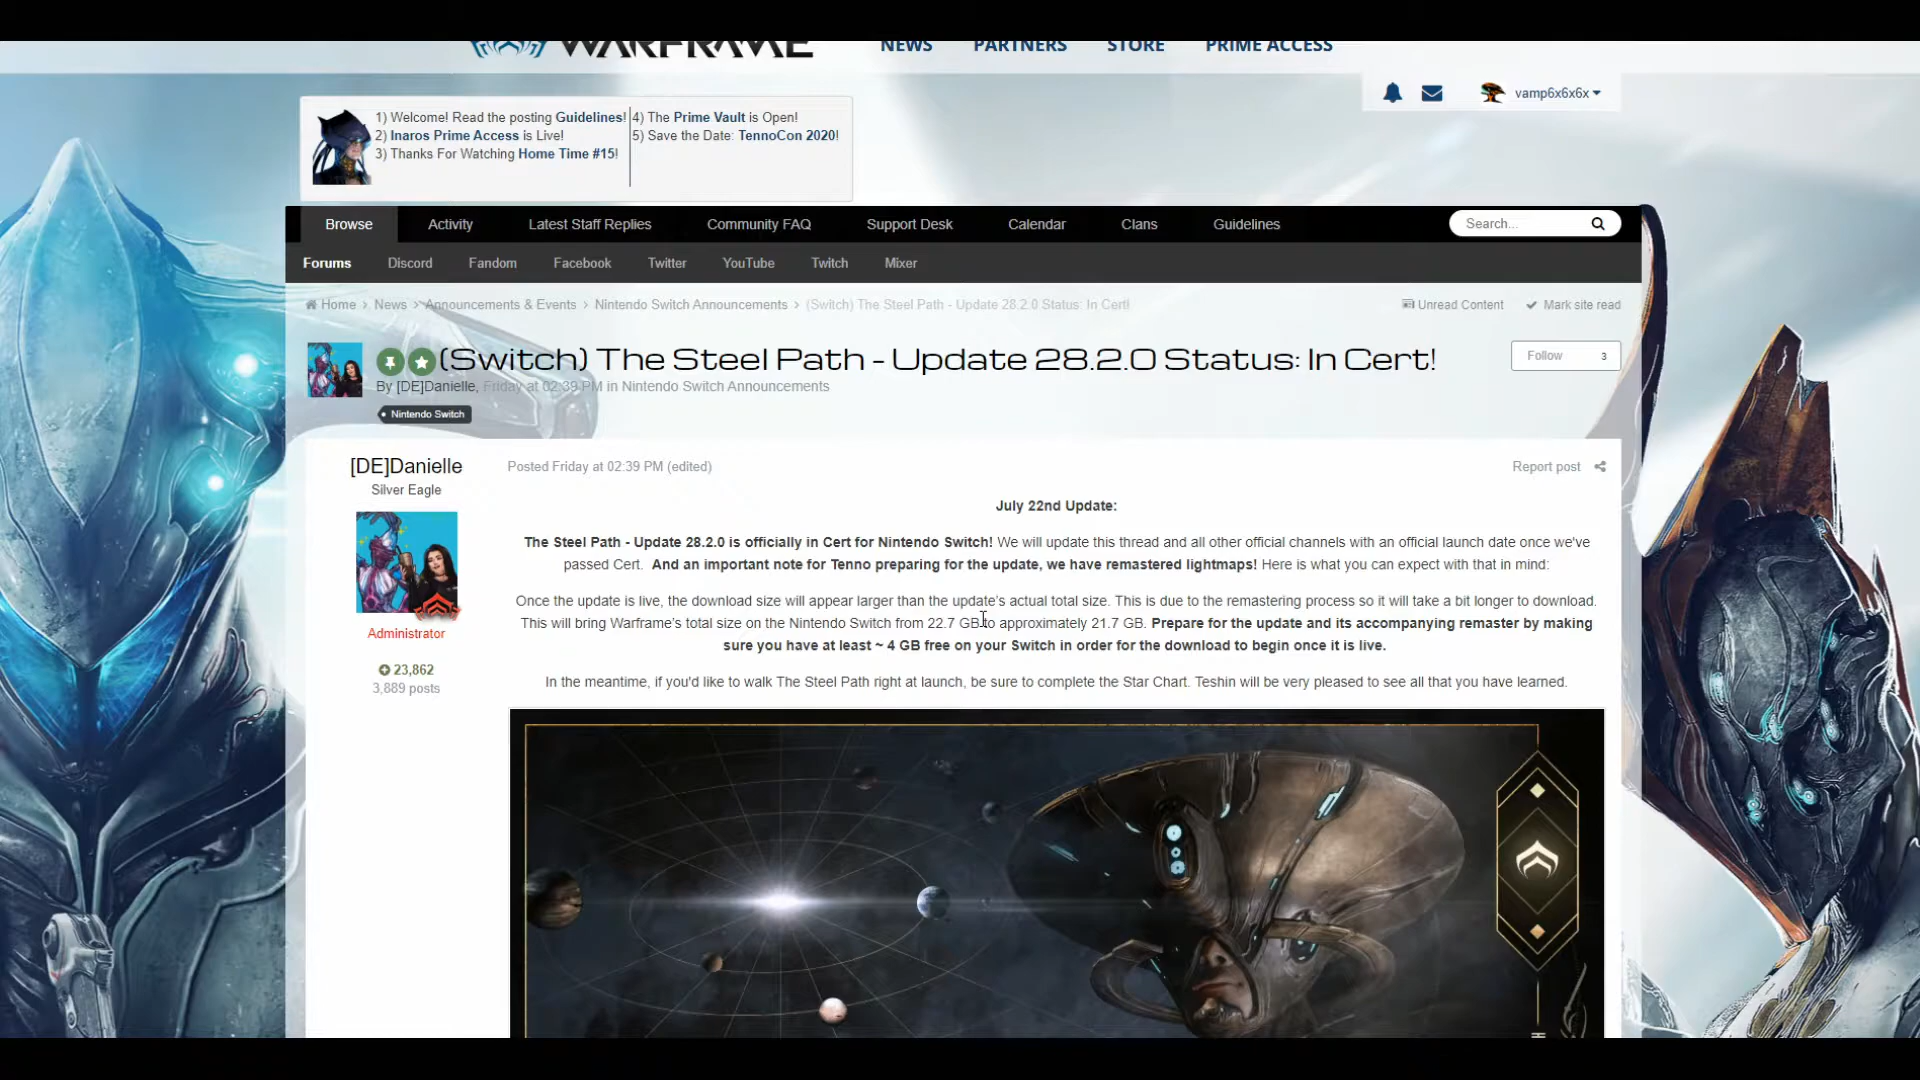 WARFRAME
NEWS PARTNERS STORE PRIME ACCESS
vamp6x6x6x
1) Welcome! Read the posting Guidelines!
2) Inaros Prime Access is Live!
3) Thanks For Watching Home Time #15!
4) The Prime Vault is Open!
5) Save the Date: TennoCon 2020!
Browse Activity Latest Staff Replies Community FAQ Support Desk Calendar Clans Guidelines Search...
Forums Discord Fandom Facebook Twitter YouTube Twitch Mixer
Home > News > Announcements & Events > Nintendo Switch Announcements > (Switch) The Steel Path - Update 28.2.0 Status: In Cert! Unread Content Mark site read
(Switch) The Steel Path - Update 28.2.0 Status: In Cert!
Follow 3
By [DE]Danielle, Friday at 02:39 PM in Nintendo Switch Announcements
Nintendo Switch
[DE]Danielle
Silver Eagle
Administrator
23,862
3,889 posts
Posted Friday at 02:39 PM (edited) Report post
July 22nd Update:
The Steel Path - Update 28.2.0 is officially in Cert for Nintendo Switch! We will update this thread and all other official channels with an official launch date once we've
passed Cert. And an important note for Tenno preparing for the update, we have remastered lightmaps! Here is what you can expect with that in mind:
Once the update is live, the download size will appear larger than the update's actual total size. This is due to the remastering process so it will take a bit longer to download.
This will bring Warframe's total size on the Nintendo Switch from 22.7 GB to approximately 21.7 GB. Prepare for the update and its accompanying remaster by making
sure you have at least ~ 4 GB free on your Switch in order for the download to begin once it is live.
In the meantime, if you'd like to walk The Steel Path right at launch, be sure to complete the Star Chart. Teshin will be very pleased to see all that you have learned.